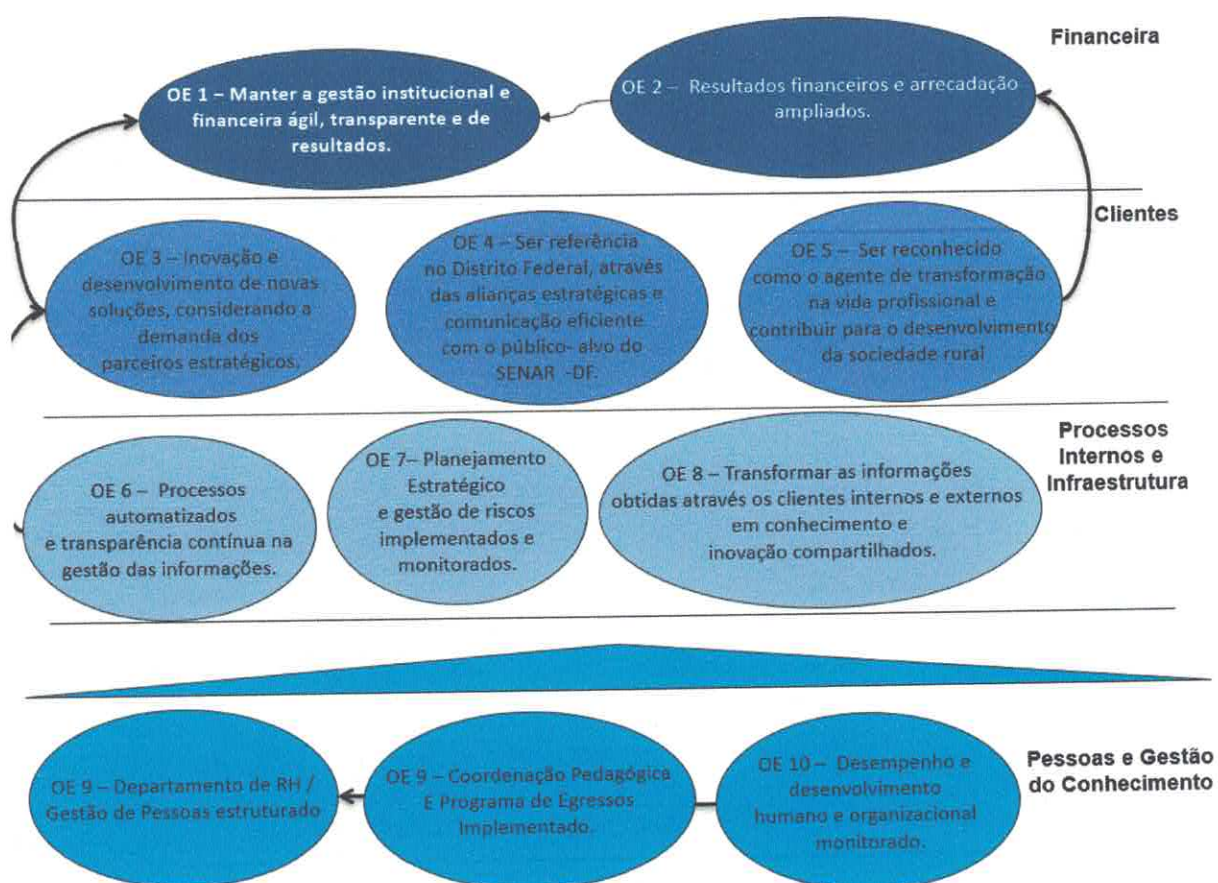 Financeira
OE 1 – Manter a gestão institucional e
financeira ágil, transparente e de
resultados.
OE 2 – Resultados financeiros e arrecadação
ampliados.
Clientes
OE 3 – Inovação e
desenvolvimento de novas
soluções, considerando a
demanda dos
parceiros estratégicos.
OE 4 – Ser referência
no Distrito Federal, através
das alianças estratégicas e
comunicação eficiente
com o público- alvo do
SENAR -DF.
OE 5 – Ser reconhecido
como o agente de transformação
na vida profissional e
contribuir para o desenvolvimento
da sociedade rural
Processos
Internos e
Infraestrutura
OE 6 – Processos
automatizados
e transparência contínua na
gestão das informações.
OE 7– Planejamento
Estratégico
e gestão de riscos
implementados e
monitorados.
OE 8 – Transformar as informações
obtidas através os clientes internos e externos
em conhecimento e
inovação compartilhados.
Pessoas e Gestão
do Conhecimento
OE 9 – Departamento de RH /
Gestão de Pessoas estruturado
OE 9 – Coordenação Pedagógica
E Programa de Egressos
Implementado.
OE 10 – Desempenho e
desenvolvimento
humano e organizacional
monitorado.